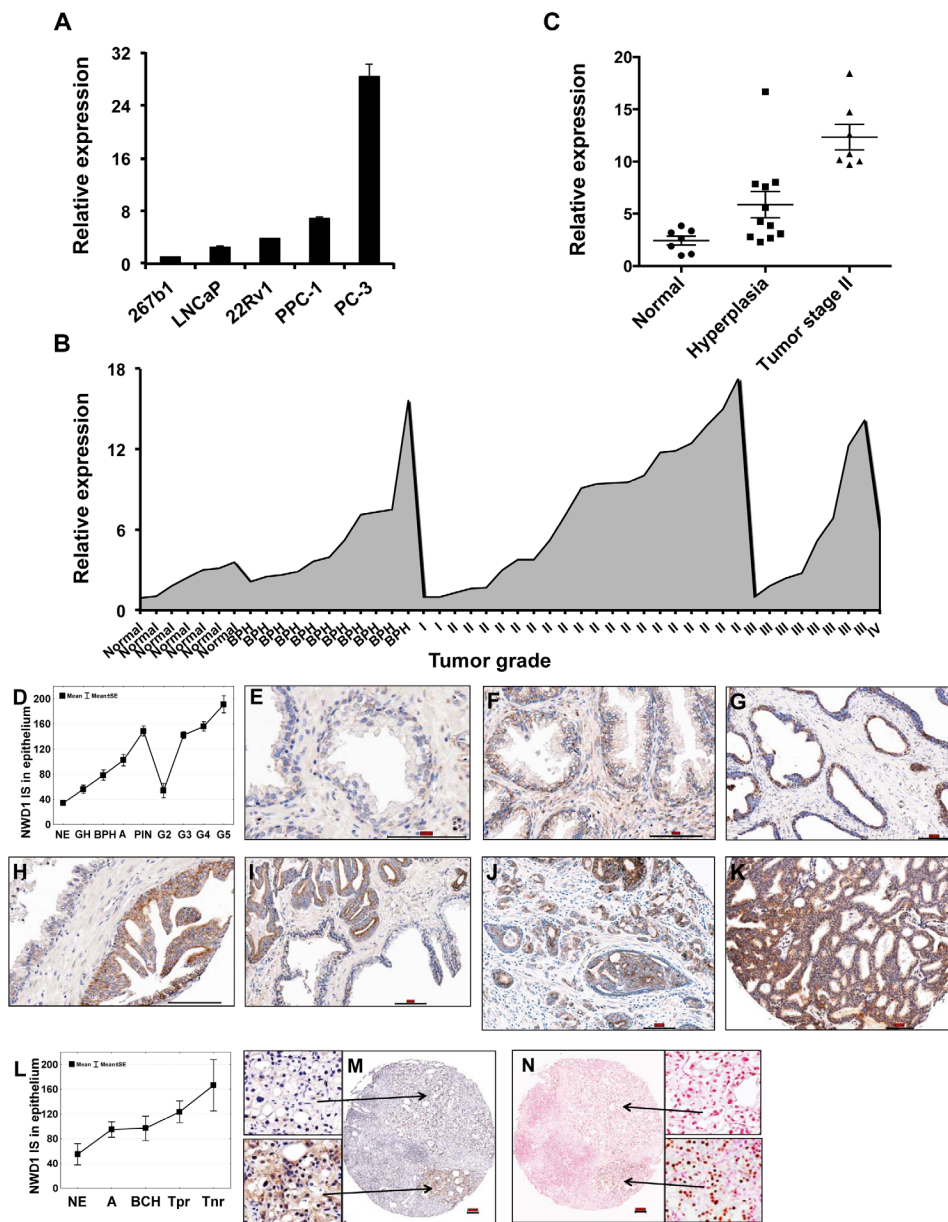 A
Relative expression
32
24
16
8
0
267b1
LNCaP
22Rv1
PPC-1
PC-3
C
Relative expression
20
15
10
5
0
Normal
Hyperplasia
Tumor stage II
B
Relative expression
18
12
6
0
Normal Normal Normal Normal Normal Normal Normal BPH BPH BPH BPH BPH BPH BPH BPH BPH BPH BPH I I II II II II II II II II II II II II II II II II II II II III III III III III III III III IV
Tumor grade
D
Mean Mean±SE
NWD1 IS in epithelium
200
160
120
80
40
0
NE GH BPH A PIN G2 G3 G4 G5
E
F
G
H
I
J
K
L
Mean Mean±SE
NWD1 IS in epithelium
200
160
120
80
40
0
NE A BCH Tpr Tnr
M
N